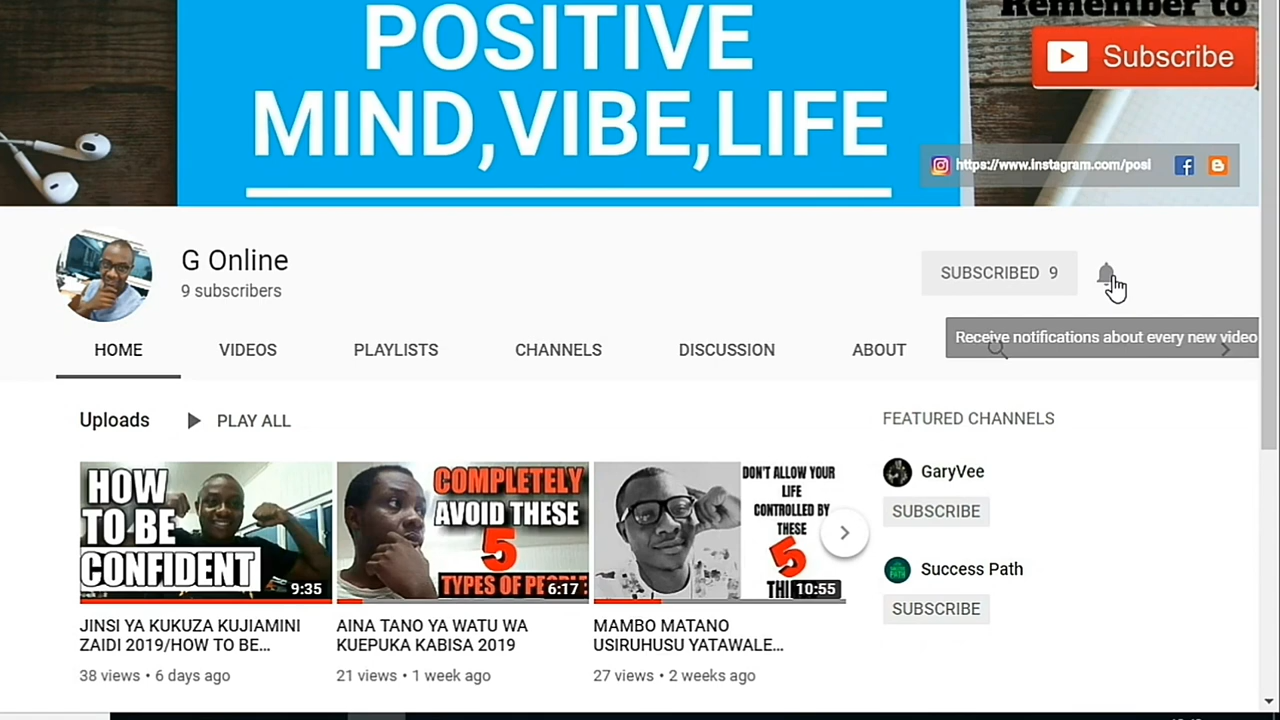 Remember to
POSITIVE
MIND,VIBE,LIFE
Subscribe
https://www.instagram.com/posi
G Online
9 subscribers
SUBSCRIBED 9
Receive notifications about every new video
HOME VIDEOS PLAYLISTS CHANNELS DISCUSSION ABOUT
Uploads PLAY ALL
HOW
TO BE
CONFIDENT
9:35
JINSI YA KUKUZA KUJIAMINI
ZAIDI 2019/HOW TO BE...
38 views • 6 days ago
COMPLETELY
AVOID THESE
5
TYPES OF PEOPLE
6:17
AINA TANO YA WATU WA
KUEPUKA KABISA 2019
21 views • 1 week ago
DON'T ALLOW YOUR
LIFE
CONTROLLED BY
THESE
5
10:55
MAMBO MATANO
USIRUHUSU YATAWALE...
27 views • 2 weeks ago
FEATURED CHANNELS
GaryVee
SUBSCRIBE
Success Path
SUBSCRIBE